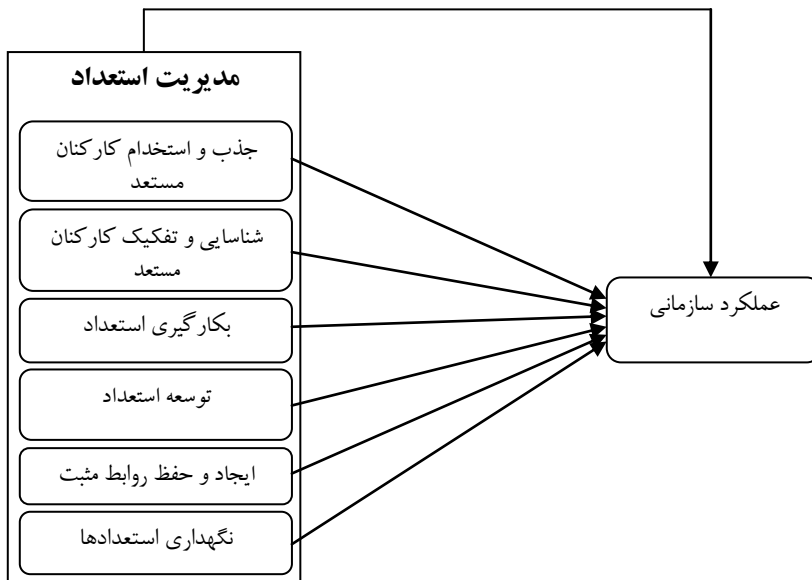 مدیریت استعداد
جذب و استخدام کارکنان
مستعد
شناسایی و تفکیک کارکنان
مستعد
بکارگیری استعداد
توسعه استعداد
ایجاد و حفظ روابط مثبت
نگهداری استعدادها
عملکرد سازمانی